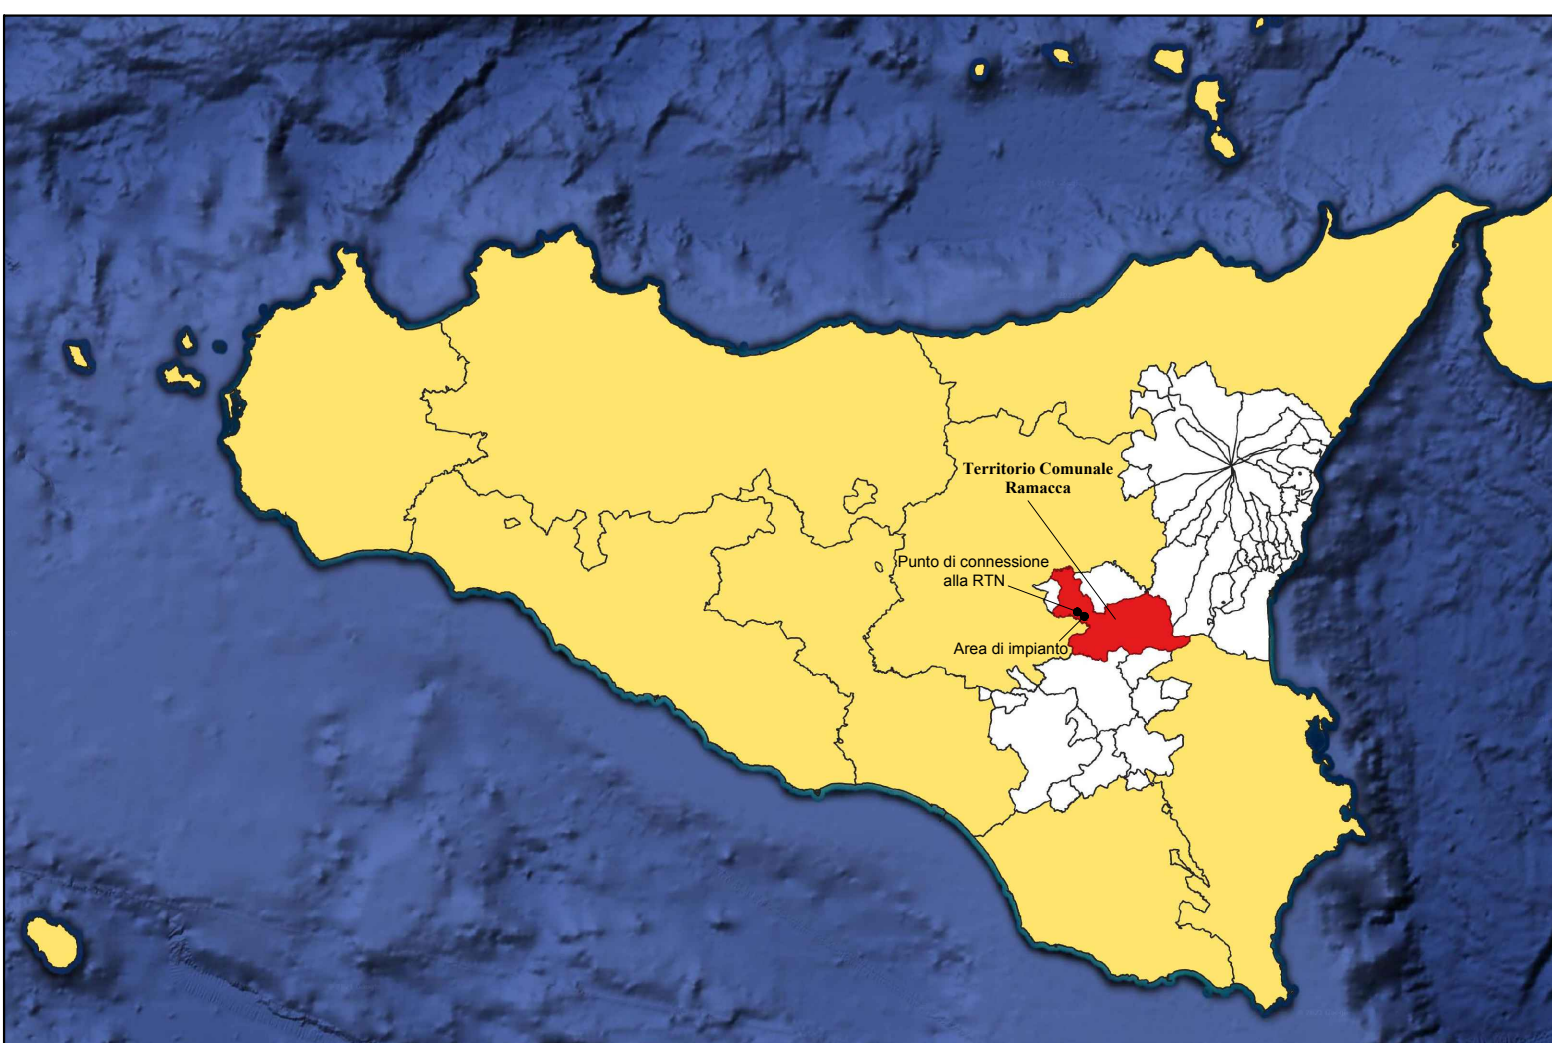 Territorio Comunale
Ramacca
Punto di connessione
alla RTN
Area di impianto